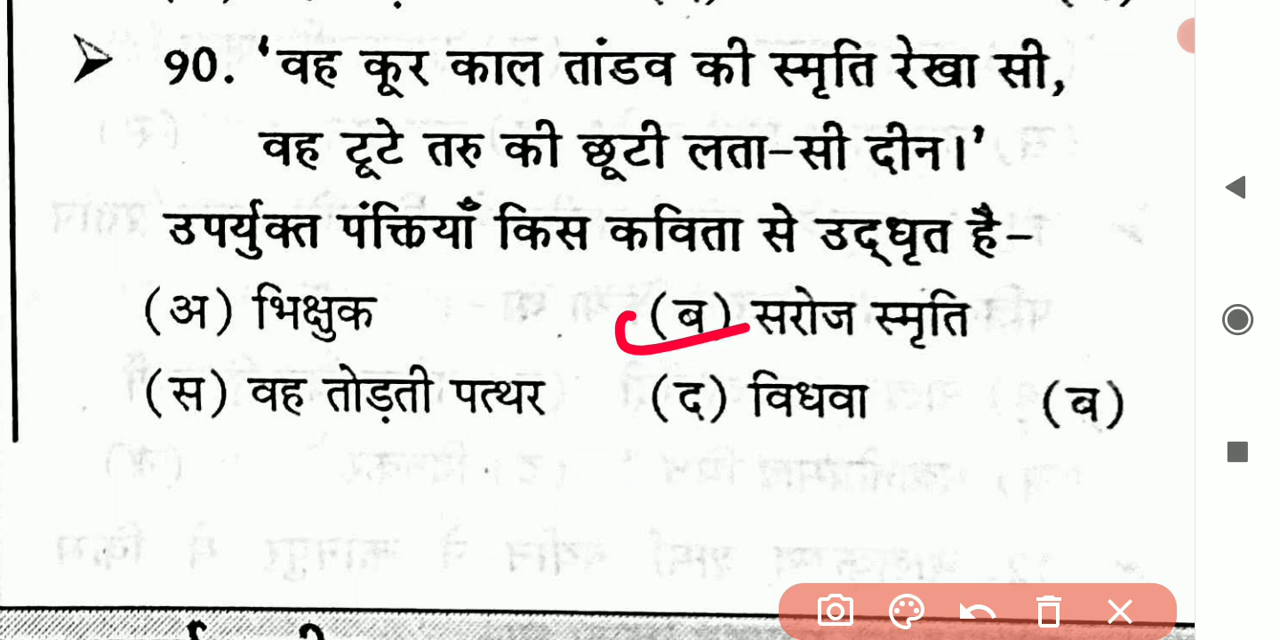 90. 'वह कूर काल तांडव की स्मृति रेखा सी,
वह टूटे तरु की छूटी लता-सी दीन।'
उपर्युक्त पंक्तियाँ किस कविता से उद्धृत है-
(अ) भिक्षुक (ब) सरोज स्मृति
(स) वह तोड़ती पत्थर (द) विधवा (ब)